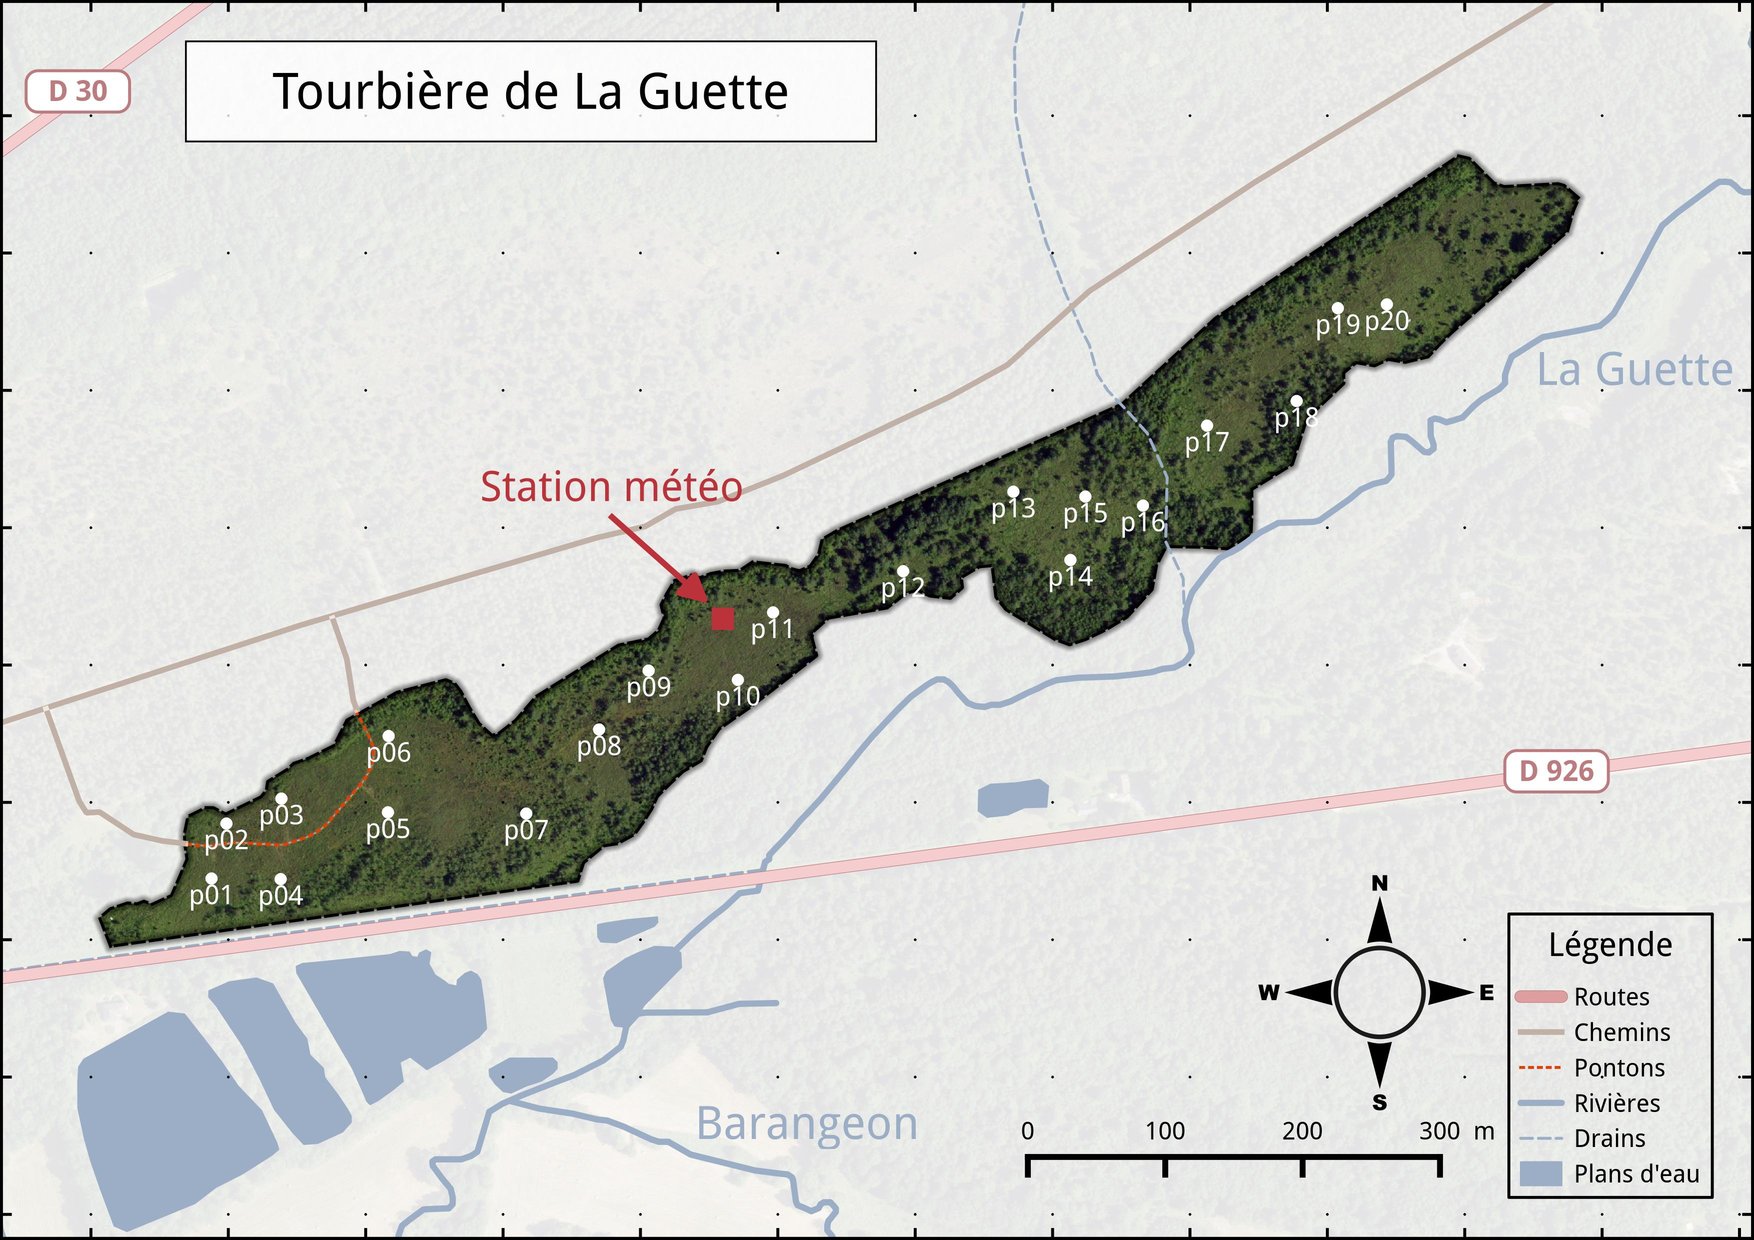 D 30
Tourbière de La Guette
p19 p20
La Guette
p18
p17
Station météo
p13
p15
p16
p14
p12
p11
p09
p10
p08
p06
D 926
p03
p02
p05
p07
p01
p04
N
W
E
S
Légende
Routes
Chemins
Pontons
Rivières
Drains
Plans d'eau
Barangeon
0 100 200 300 m